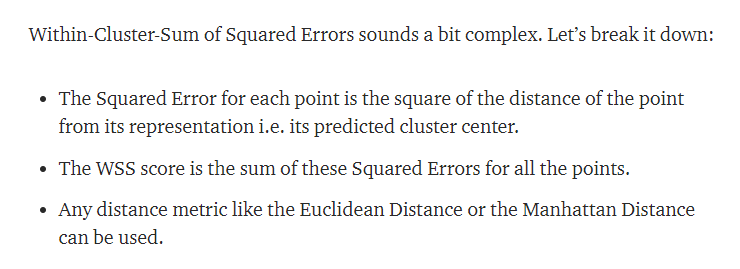 Within-Cluster-Sum of Squared Errors sounds a bit complex. Let’s break it down:
• The Squared Error for each point is the square of the distance of the point
from its representation i.e. its predicted cluster center.
• The WSS score is the sum of these Squared Errors for all the points.
• Any distance metric like the Euclidean Distance or the Manhattan Distance
can be used.